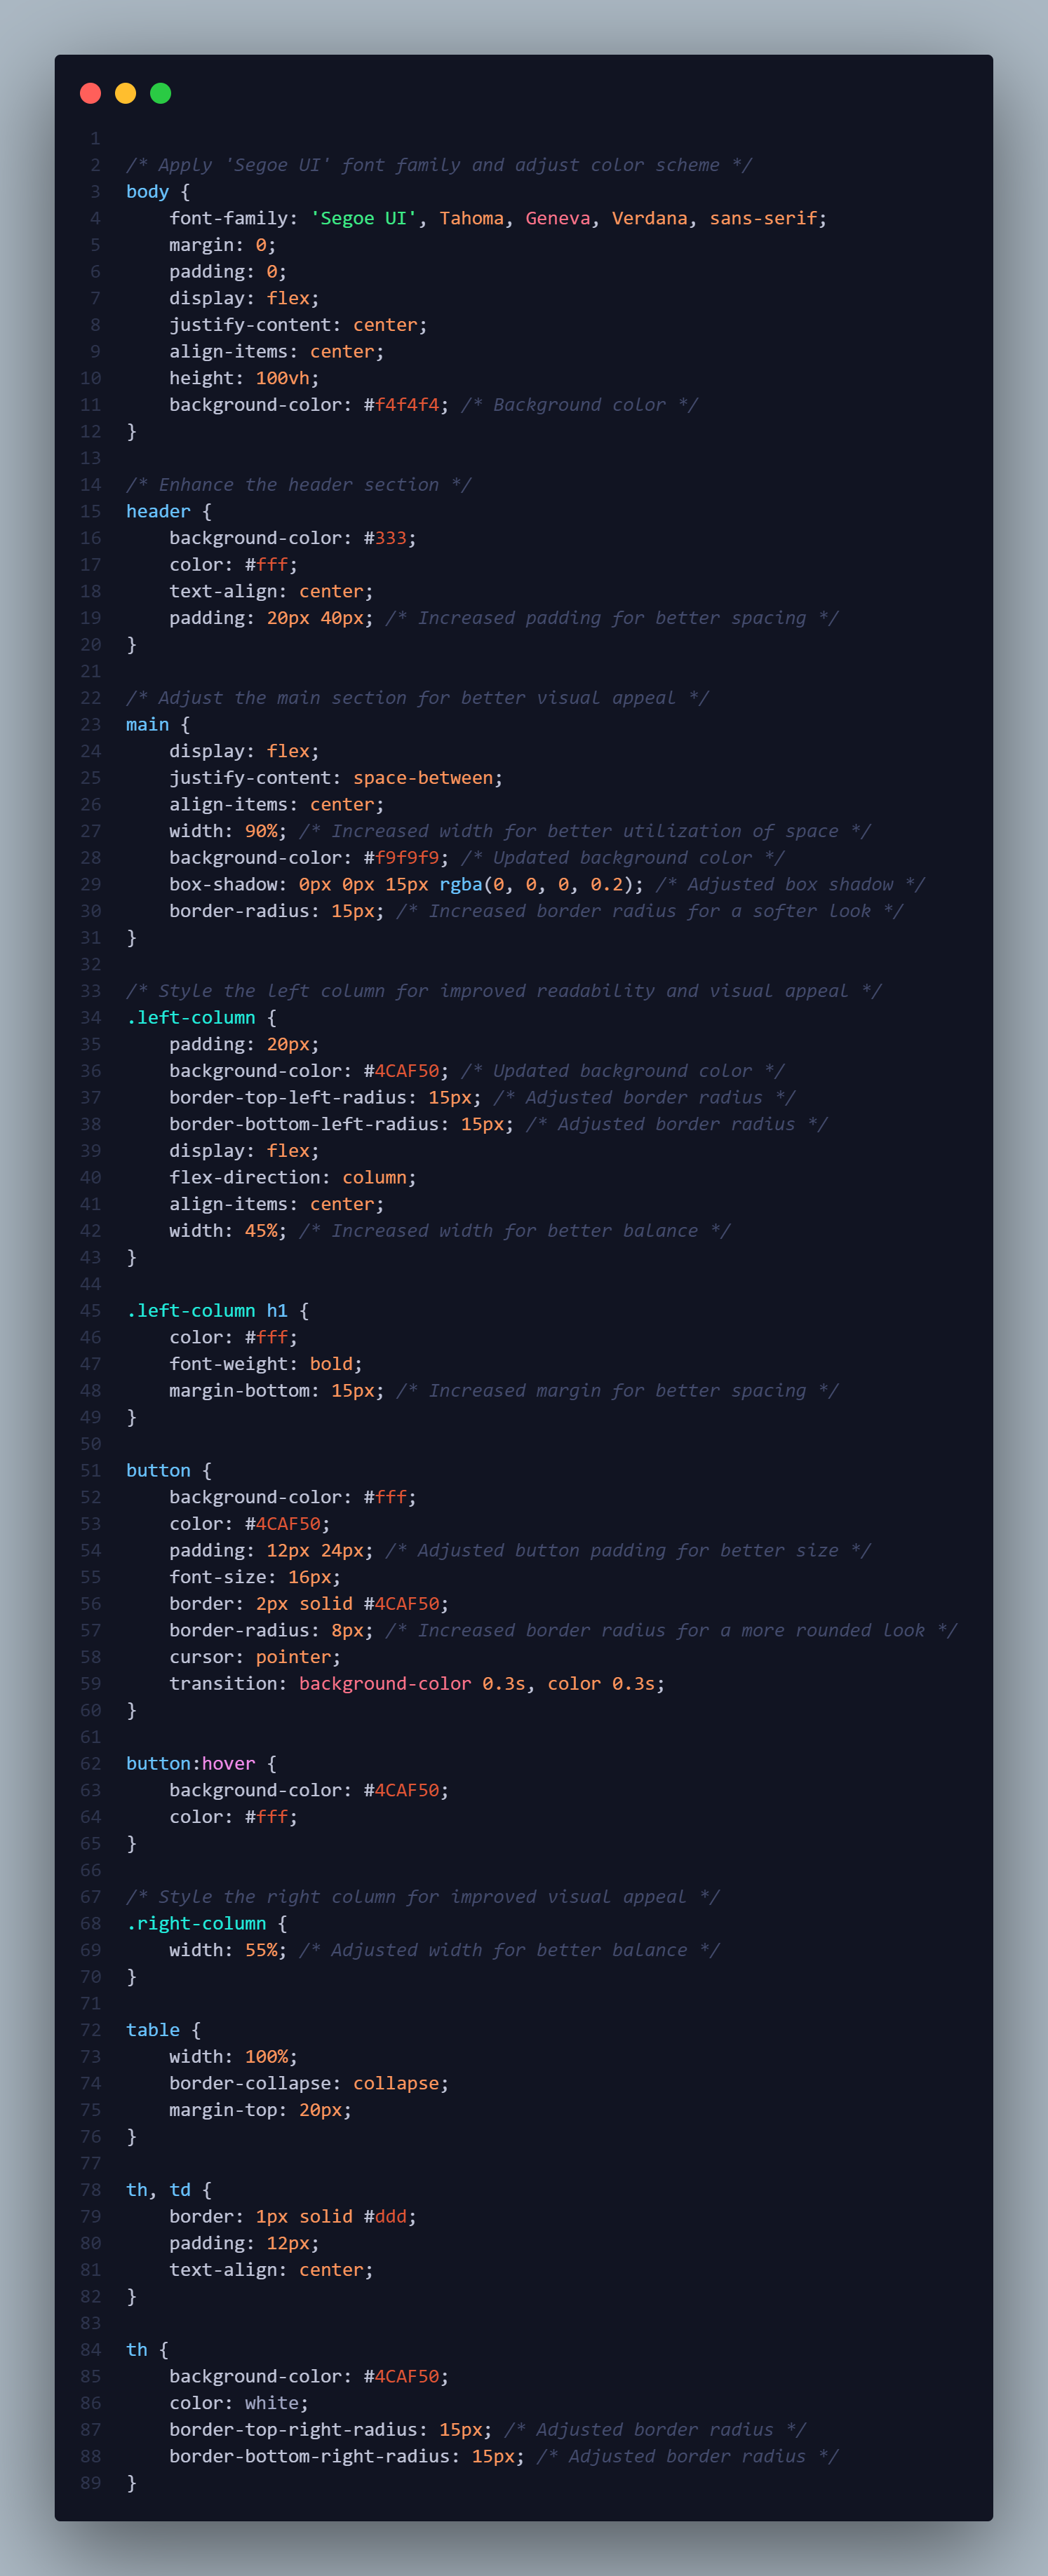 1
2 /* Apply 'Segoe UI' font family and adjust color scheme */
3 body {
4     font-family: 'Segoe UI', Tahoma, Geneva, Verdana, sans-serif;
5     margin: 0;
6     padding: 0;
7     display: flex;
8     justify-content: center;
9     align-items: center;
10     height: 100vh;
11     background-color: #f4f4f4; /* Background color */
12 }
13
14 /* Enhance the header section */
15 header {
16     background-color: #333;
17     color: #fff;
18     text-align: center;
19     padding: 20px 40px; /* Increased padding for better spacing */
20 }
21
22 /* Adjust the main section for better visual appeal */
23 main {
24     display: flex;
25     justify-content: space-between;
26     align-items: center;
27     width: 90%; /* Increased width for better utilization of space */
28     background-color: #f9f9f9; /* Updated background color */
29     box-shadow: 0px 0px 15px rgba(0, 0, 0, 0.2); /* Adjusted box shadow */
30     border-radius: 15px; /* Increased border radius for a softer look */
31 }
32
33 /* Style the left column for improved readability and visual appeal */
34 .left-column {
35     padding: 20px;
36     background-color: #4CAF50; /* Updated background color */
37     border-top-left-radius: 15px; /* Adjusted border radius */
38     border-bottom-left-radius: 15px; /* Adjusted border radius */
39     display: flex;
40     flex-direction: column;
41     align-items: center;
42     width: 45%; /* Increased width for better balance */
43 }
44
45 .left-column h1 {
46     color: #fff;
47     font-weight: bold;
48     margin-bottom: 15px; /* Increased margin for better spacing */
49 }
50
51 button {
52     background-color: #fff;
53     color: #4CAF50;
54     padding: 12px 24px; /* Adjusted button padding for better size */
55     font-size: 16px;
56     border: 2px solid #4CAF50;
57     border-radius: 8px; /* Increased border radius for a more rounded look */
58     cursor: pointer;
59     transition: background-color 0.3s, color 0.3s;
60 }
61
62 button:hover {
63     background-color: #4CAF50;
64     color: #fff;
65 }
66
67 /* Style the right column for improved visual appeal */
68 .right-column {
69     width: 55%; /* Adjusted width for better balance */
70 }
71
72 table {
73     width: 100%;
74     border-collapse: collapse;
75     margin-top: 20px;
76 }
77
78 th, td {
79     border: 1px solid #ddd;
80     padding: 12px;
81     text-align: center;
82 }
83
84 th {
85     background-color: #4CAF50;
86     color: white;
87     border-top-right-radius: 15px; /* Adjusted border radius */
88     border-bottom-right-radius: 15px; /* Adjusted border radius */
89 }